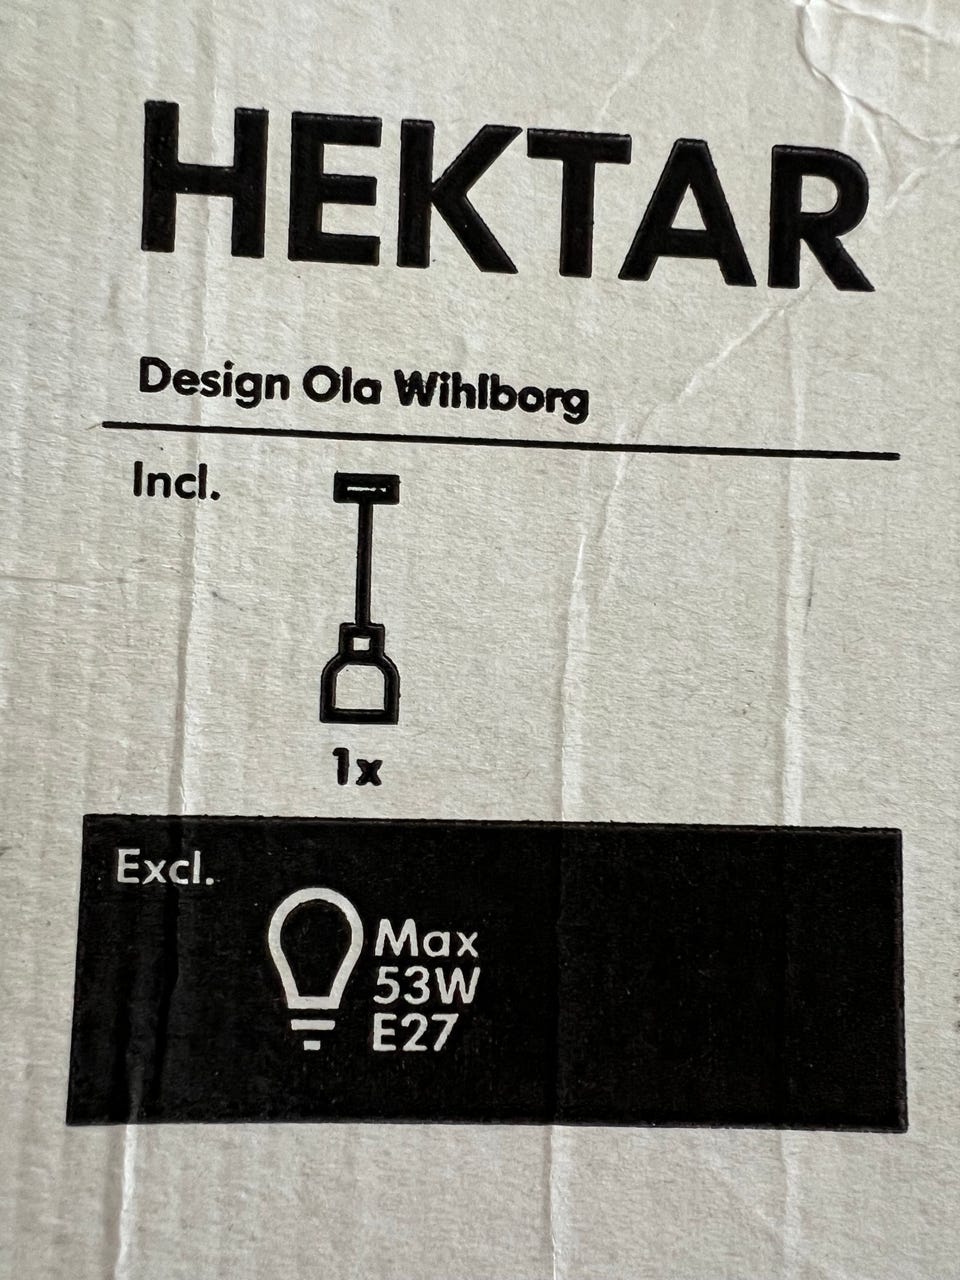 HEKTAR
Design Ola Wihlborg
Incl.
1x
Excl.
Max
53W
E27